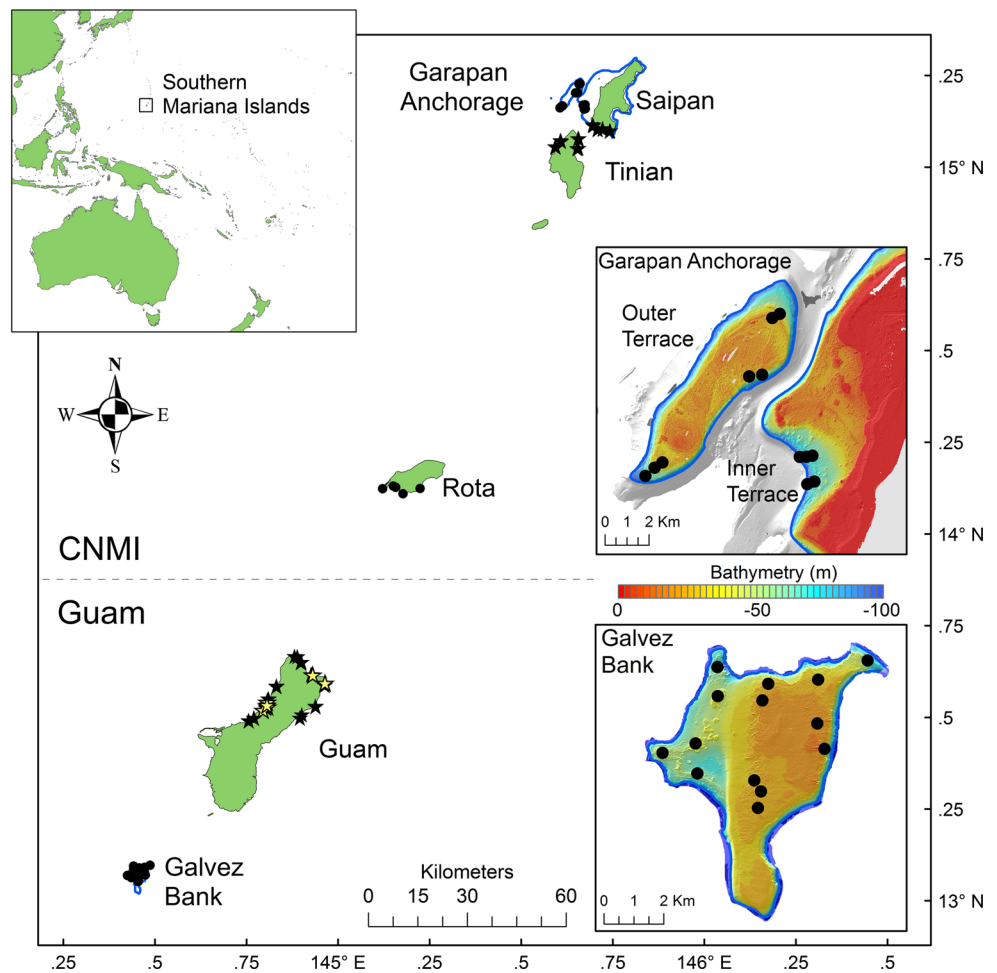 Southern
Mariana Islands
Garapan
Anchorage
Saipan
Tinian
.25
15° N
.75
.5
.25
14° N
.75
.5
.25
13° N
Garapan Anchorage
Outer
Terrace
Inner
Terrace
0 1 2 Km
N
W E
S
Rota
CNMI
Guam
Bathymetry (m)
0 -50 -100
Galvez
Bank
0 1 2 Km
Guam
Galvez
Bank
Kilometers
0 30 60
.25 .5 .75 145° E .25 .5 .75 146° E .25 .5